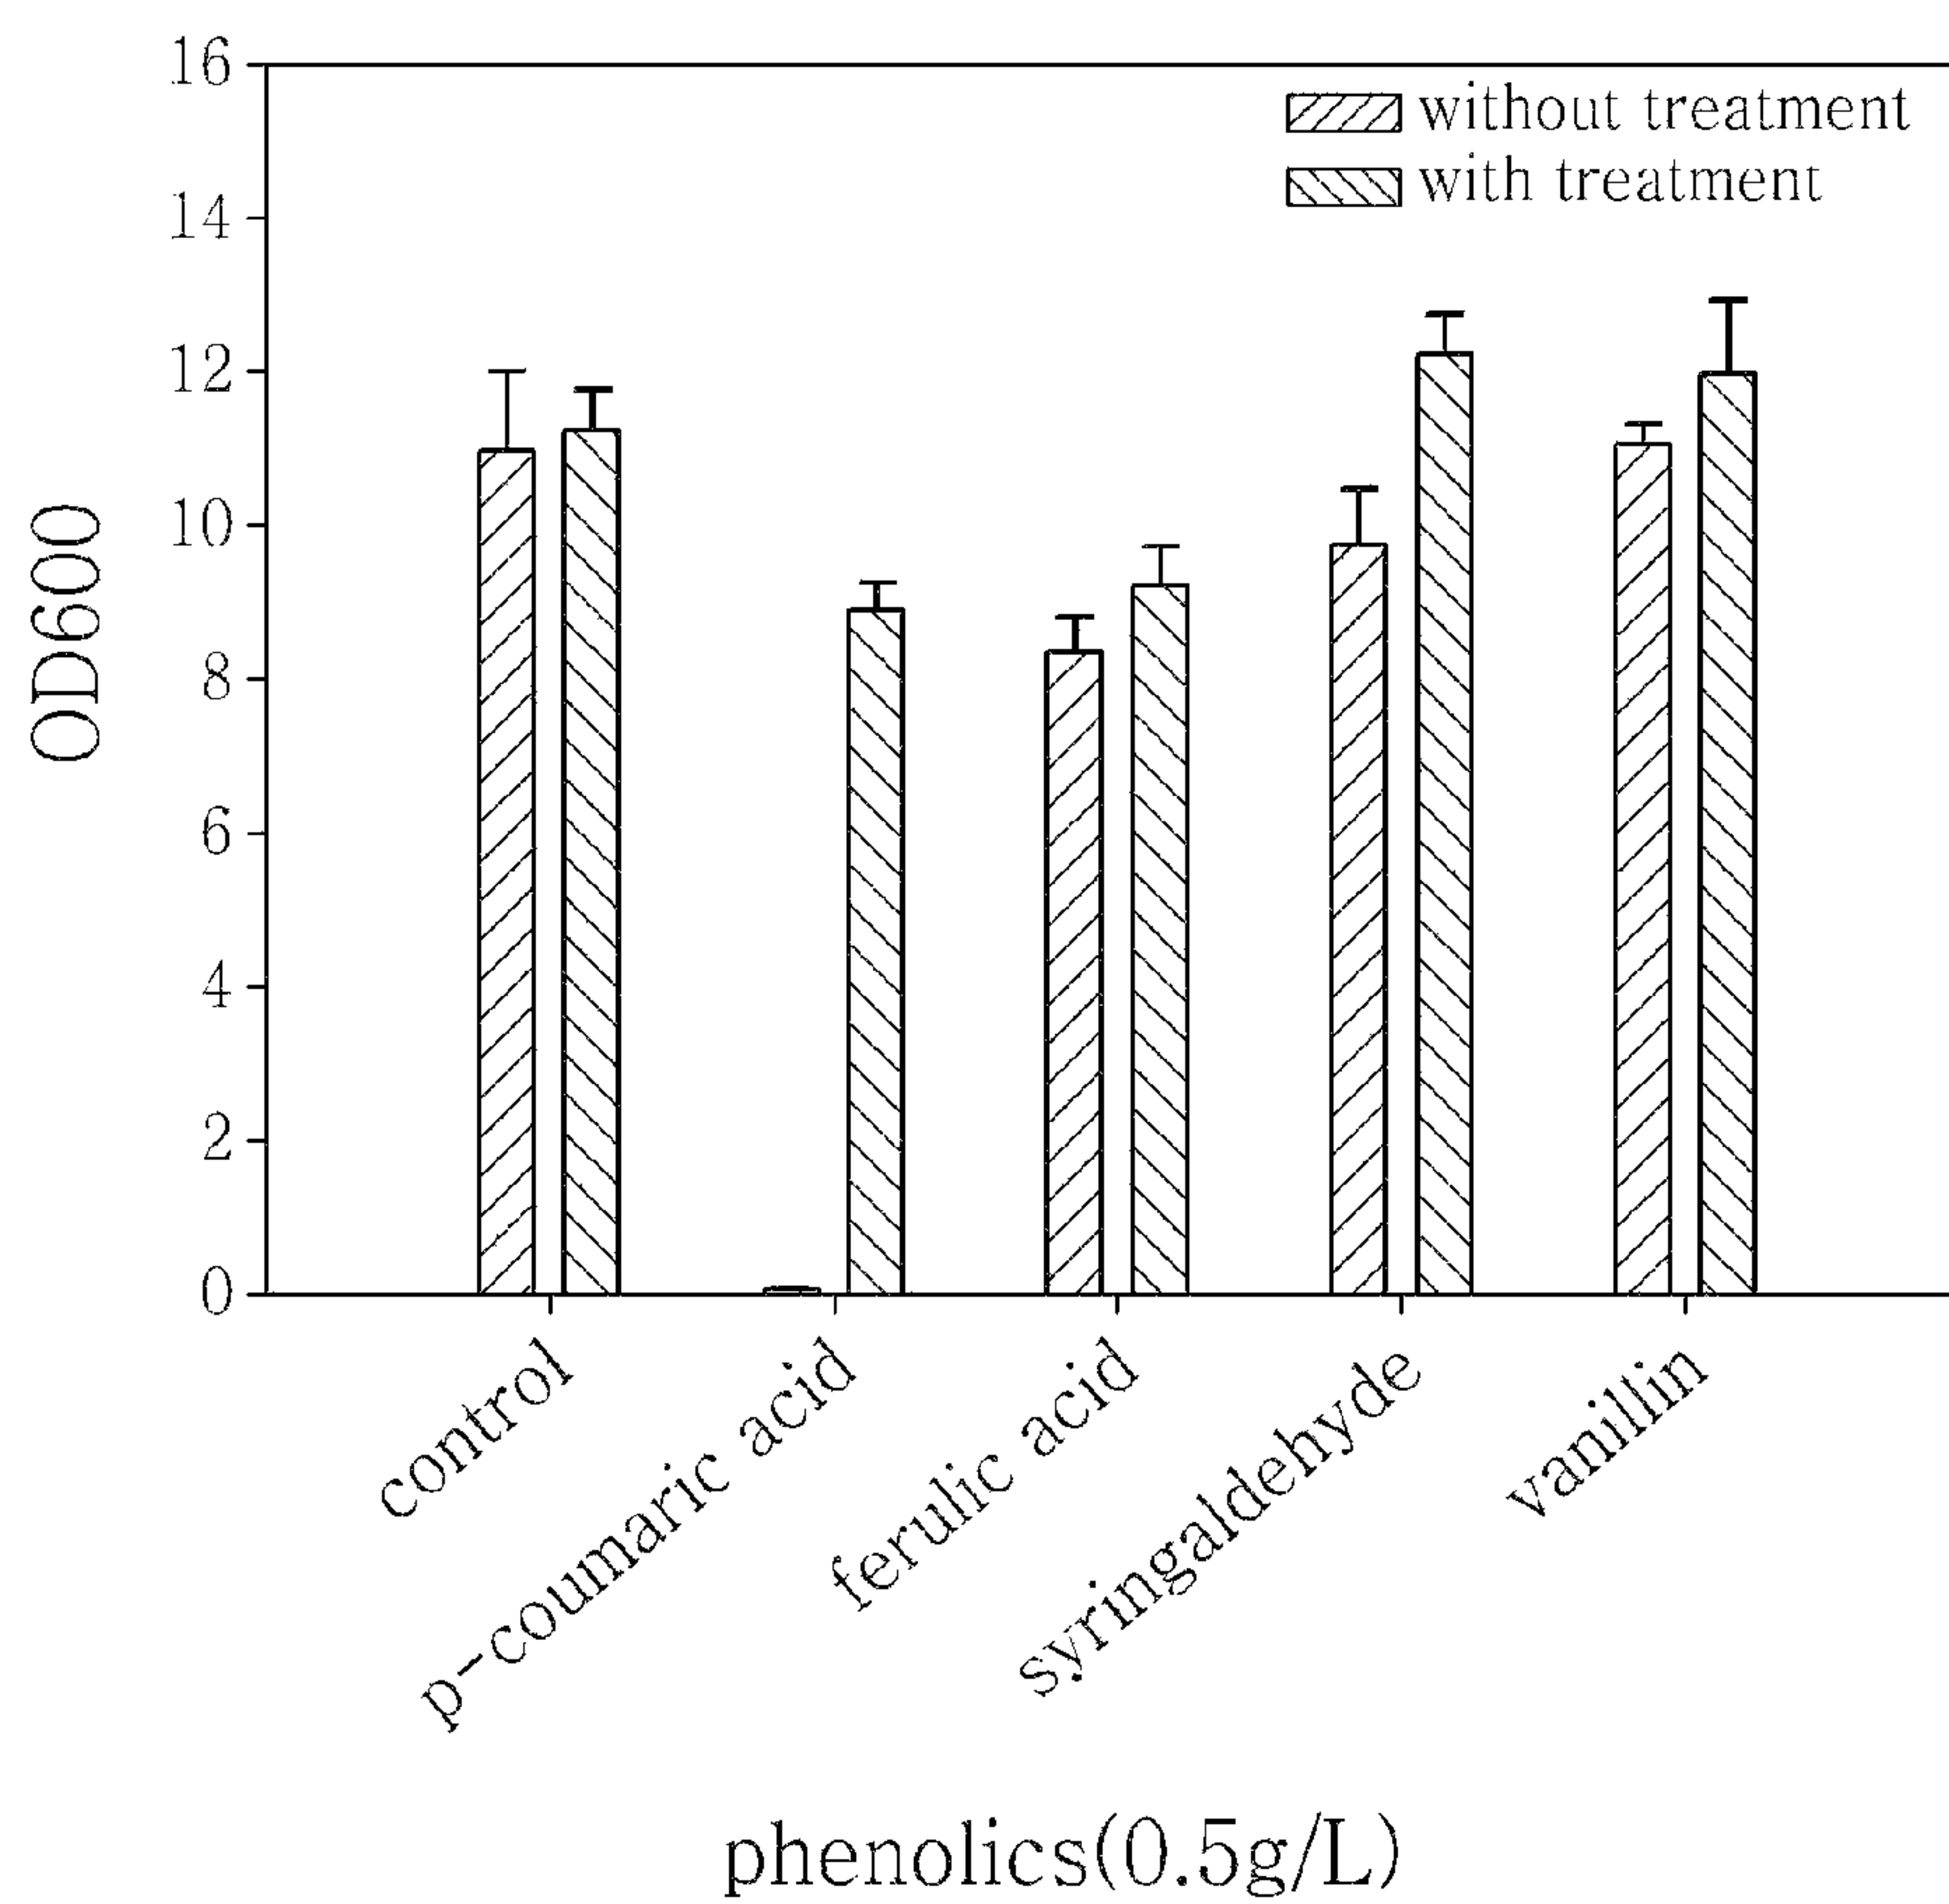 16
14
12
10
8
6
4
2
0
OD600
without treatment
with treatment
control
p-coumaric acid
ferulic acid
syringaldehyde
vanillin
phenolics(0.5g/L)